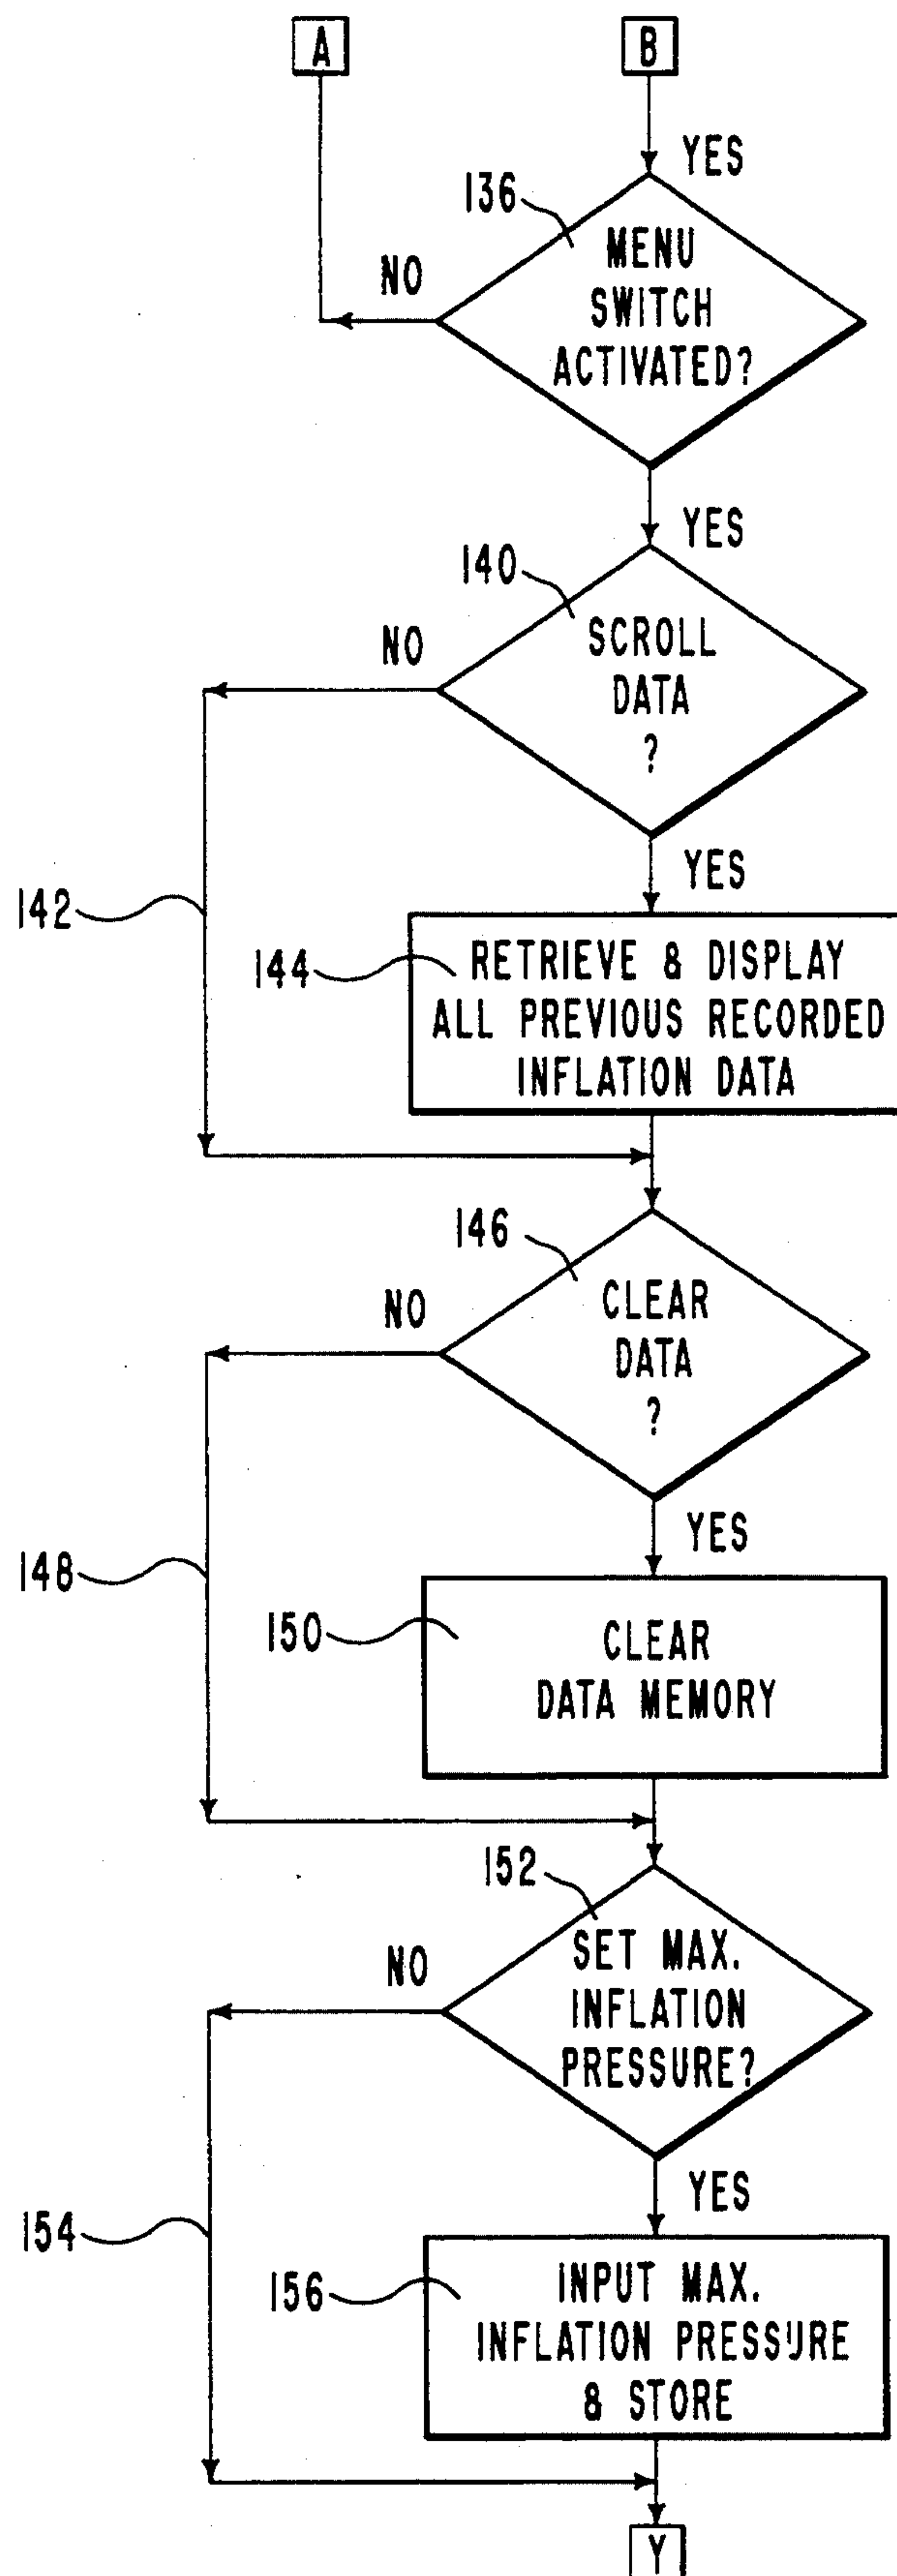 A
B
YES
136
MENU
SWITCH
ACTIVATED?
NO
YES
140
SCROLL
DATA
?
NO
YES
142
144
RETRIEVE & DISPLAY
ALL PREVIOUS RECORDED
INFLATION DATA
146
CLEAR
DATA
?
NO
YES
148
150
CLEAR
DATA MEMORY
152
SET MAX.
INFLATION
PRESSURE?
NO
YES
154
156
INPUT MAX.
INFLATION PRESSURE
& STORE
Y